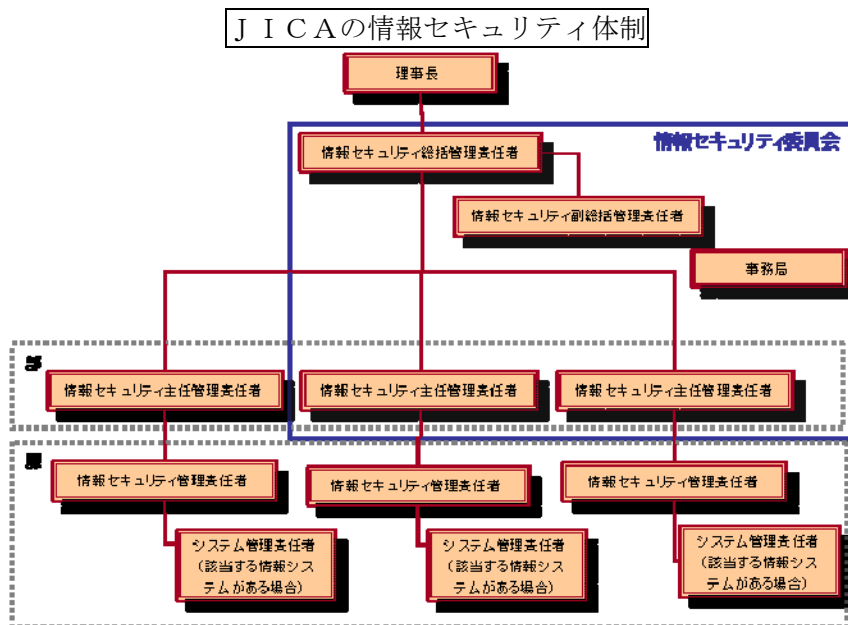 ＪＩＣＡの情報セキュリティ体制
理事長
情報セキュリティ委員会
情報セキュリティ総括管理責任者
情報セキュリティ副総括管理責任者
事務局
部
情報セキュリティ主任管理責任者
情報セキュリティ主任管理責任者
情報セキュリティ主任管理責任者
課
情報セキュリティ管理責任者
情報セキュリティ管理責任者
情報セキュリティ管理責任者
システム管理責任者
(該当する情報シス
テムがある場合)
システム管理責任者
(該当する情報シス
テムがある場合)
システム管理責任者
(該当する情報シス
テムがある場合)